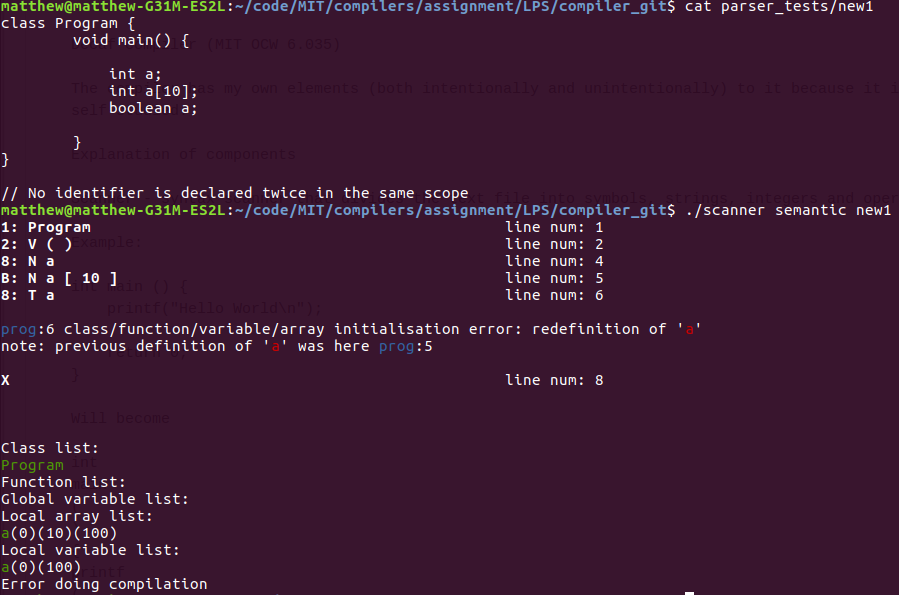 matthew@matthew-G31M-ES2L:~/code/MIT/compilers/assignment/LPS/compiler_git$ cat parser_tests/new1
class Program {
        void main() {
            int a;
            int a[10];
            boolean a;
        }
}
// No identifier is declared twice in the same scope
matthew@matthew-G31M-ES2L:~/code/MIT/compilers/assignment/LPS/compiler_git$ ./scanner semantic new1
1: Program                                              line num: 1
2: V ( )                                                line num: 2
8: N a                                                  line num: 4
B: N a [ 10 ]                                           line num: 5
8: T a                                                  line num: 6
prog:6 class/function/variable/array initialisation error: redefinition of 'a'
note: previous definition of 'a' was here prog:5
X                                                       line num: 8
Class list:
Program
Function list:
Global variable list:
Local array list:
a(0)(10)(100)
Local variable list:
a(0)(100)
Error doing compilation